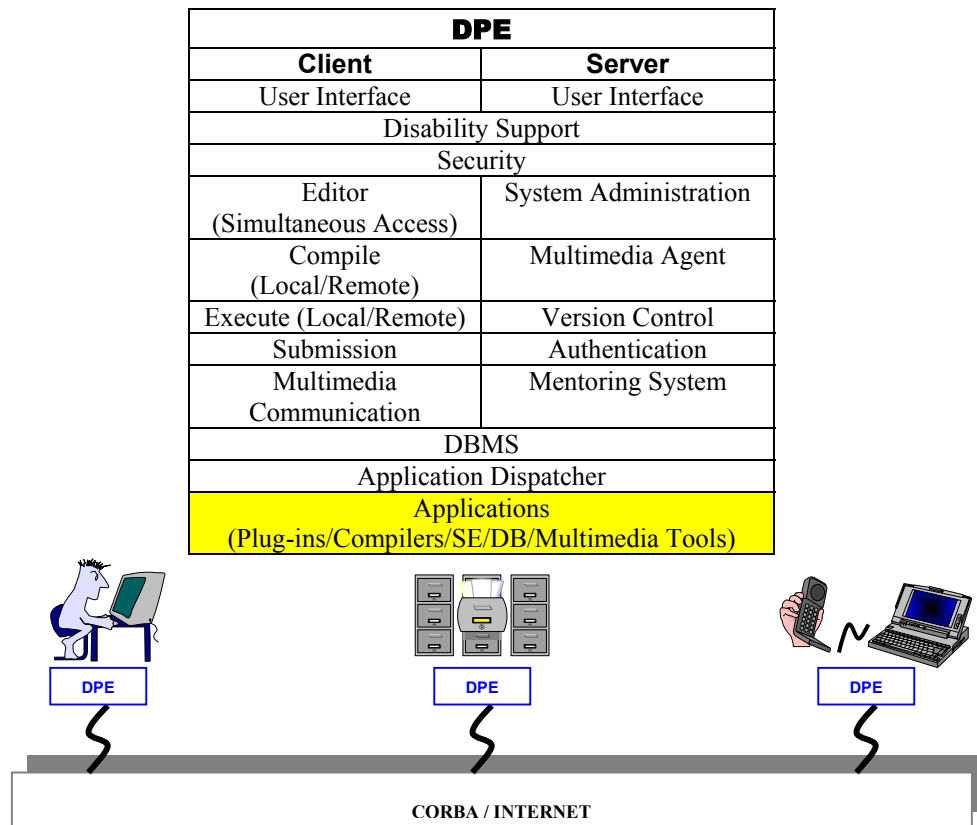 DPE
Client Server
User Interface User Interface
Disability Support
Security
Editor
(Simultaneous Access)
System Administration
Compile
(Local/Remote)
Multimedia Agent
Execute (Local/Remote) Version Control
Submission Authentication
Multimedia
Communication
Mentoring System
DBMS
Application Dispatcher
Applications
(Plug-ins/Compilers/SE/DB/Multimedia Tools)
DPE DPE DPE
CORBA / INTERNET